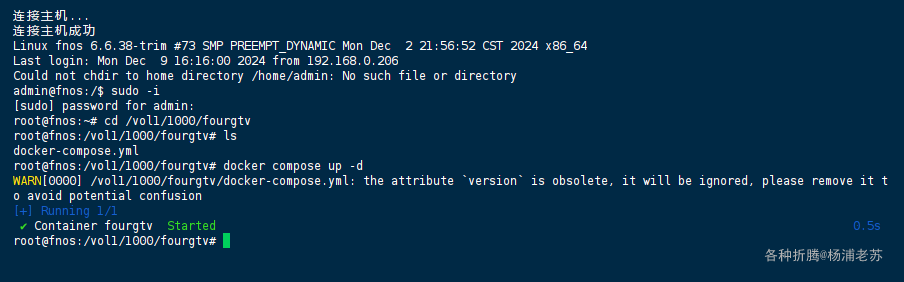 连接主机...
连接主机成功
Linux fnos 6.6.38-trim #73 SMP PREEMPT_DYNAMIC Mon Dec  2 21:56:52 CST 2024 x86_64
Last login: Mon Dec  9 16:16:00 2024 from 192.168.0.206
Could not chdir to home directory /home/admin: No such file or directory
admin@fnos:/$ sudo -i
[sudo] password for admin:
root@fnos:~# cd /vol1/1000/fourgtv
root@fnos:/vol1/1000/fourgtv# ls
docker-compose.yml
root@fnos:/vol1/1000/fourgtv# docker compose up -d
WARN[0000] /vol1/1000/fourgtv/docker-compose.yml: the attribute `version` is obsolete, it will be ignored, please remove it t
o avoid potential confusion
[+] Running 1/1
 ✔ Container fourgtv  Started 0.5s
root@fnos:/vol1/1000/fourgtv#
各种折腾@杨浦老苏